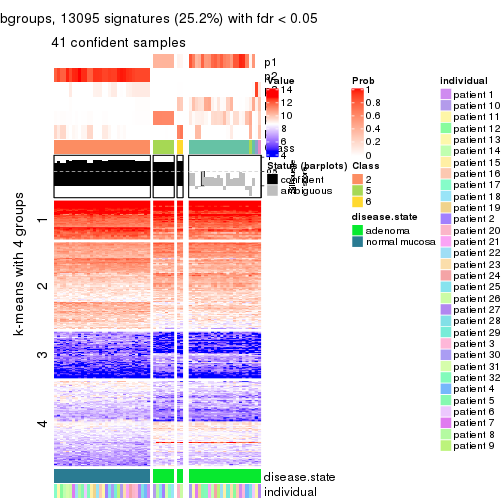 bgroups, 13095 signatures (25.2%) with fdr < 0.05
41 confident samples
p1
p2
Value
14
12
10
8
6
4
Prob
1
0.8
0.6
0.4
0.2
0
individual
patient 1
patient 10
patient 11
patient 12
patient 13
patient 14
patient 15
patient 16
patient 17
patient 18
patient 19
patient 2
patient 20
patient 21
patient 22
patient 23
patient 24
patient 25
patient 26
patient 27
patient 28
patient 29
patient 3
patient 30
patient 31
patient 32
patient 4
patient 5
patient 6
patient 7
patient 8
patient 9
Status (barplots)
confident
ambiguous
Class
2
5
6
disease.state
adenoma
normal mucosa
k-means with 4 groups
1
2
3
4
disease.state
individual